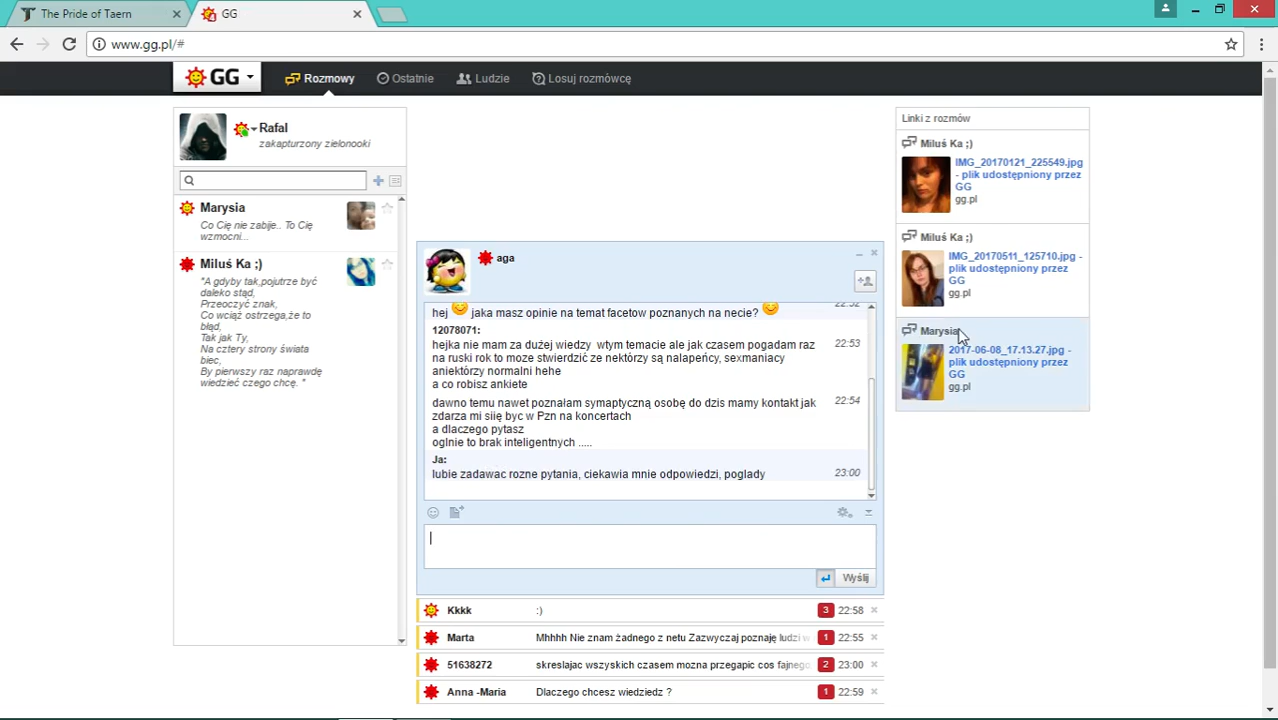 The Pride of Taern
GG
www.gg.pl/#
GG
Rozmowy
Ostatnie
Ludzie
Losuj rozmówcę
Rafal
zakapturzony zielonooki
Marysia
Co Cię nie zabije.. To Cię
wzmocni...
Miluś Ka ;)
"A gdyby tak,pojutrze być
daleko stąd,
Przeoczyć znak,
Co wciąż ostrzega,że to
błąd,
Tak jak Ty,
Na cztery strony świata
biec,
By pierwszy raz naprawdę
wiedzieć czego chcę. "
aga
22:52
hej jaka masz opinie na temat facetow poznanych na necie?
12078071:
hejka nie mam za dużej wiedzy wtym temacie ale jak czasem pogadam raz 22:53
na ruski rok to moze stwierdzić ze nektórzy są nalapeńcy, sexmaniacy
aniektórzy normalni hehe
a co robisz ankiete
dawno temu nawet poznałam symaptyczną osobę do dzis mamy kontakt jak 22:54
zdarza mi siię byc w Pzn na koncertach
a dlaczego pytasz
oglnie to brak inteligentnych .....
Ja:
lubie zadawac rozne pytania, ciekawia mnie odpowiedzi, poglady 23:00
Wyślij
Kkkk :) 3 22:58
Marta Mhhhh Nie znam żadnego z netu Zazwyczaj poznaję ludzi w 1 22:55
51638272 skreslajac wszyskich czasem mozna przegapic cos fajnego 2 23:00
Anna -Maria Dlaczego chcesz wiedziedz ? 1 22:59
Linki z rozmów
Miluś Ka ;)
IMG_20170121_225549.jpg
- plik udostępniony przez
GG
gg.pl
Miluś Ka ;)
IMG_20170511_125710.jpg -
plik udostępniony przez
GG
gg.pl
Marysia
2017-06-08_17.13.27.jpg -
plik udostępniony przez
GG
gg.pl